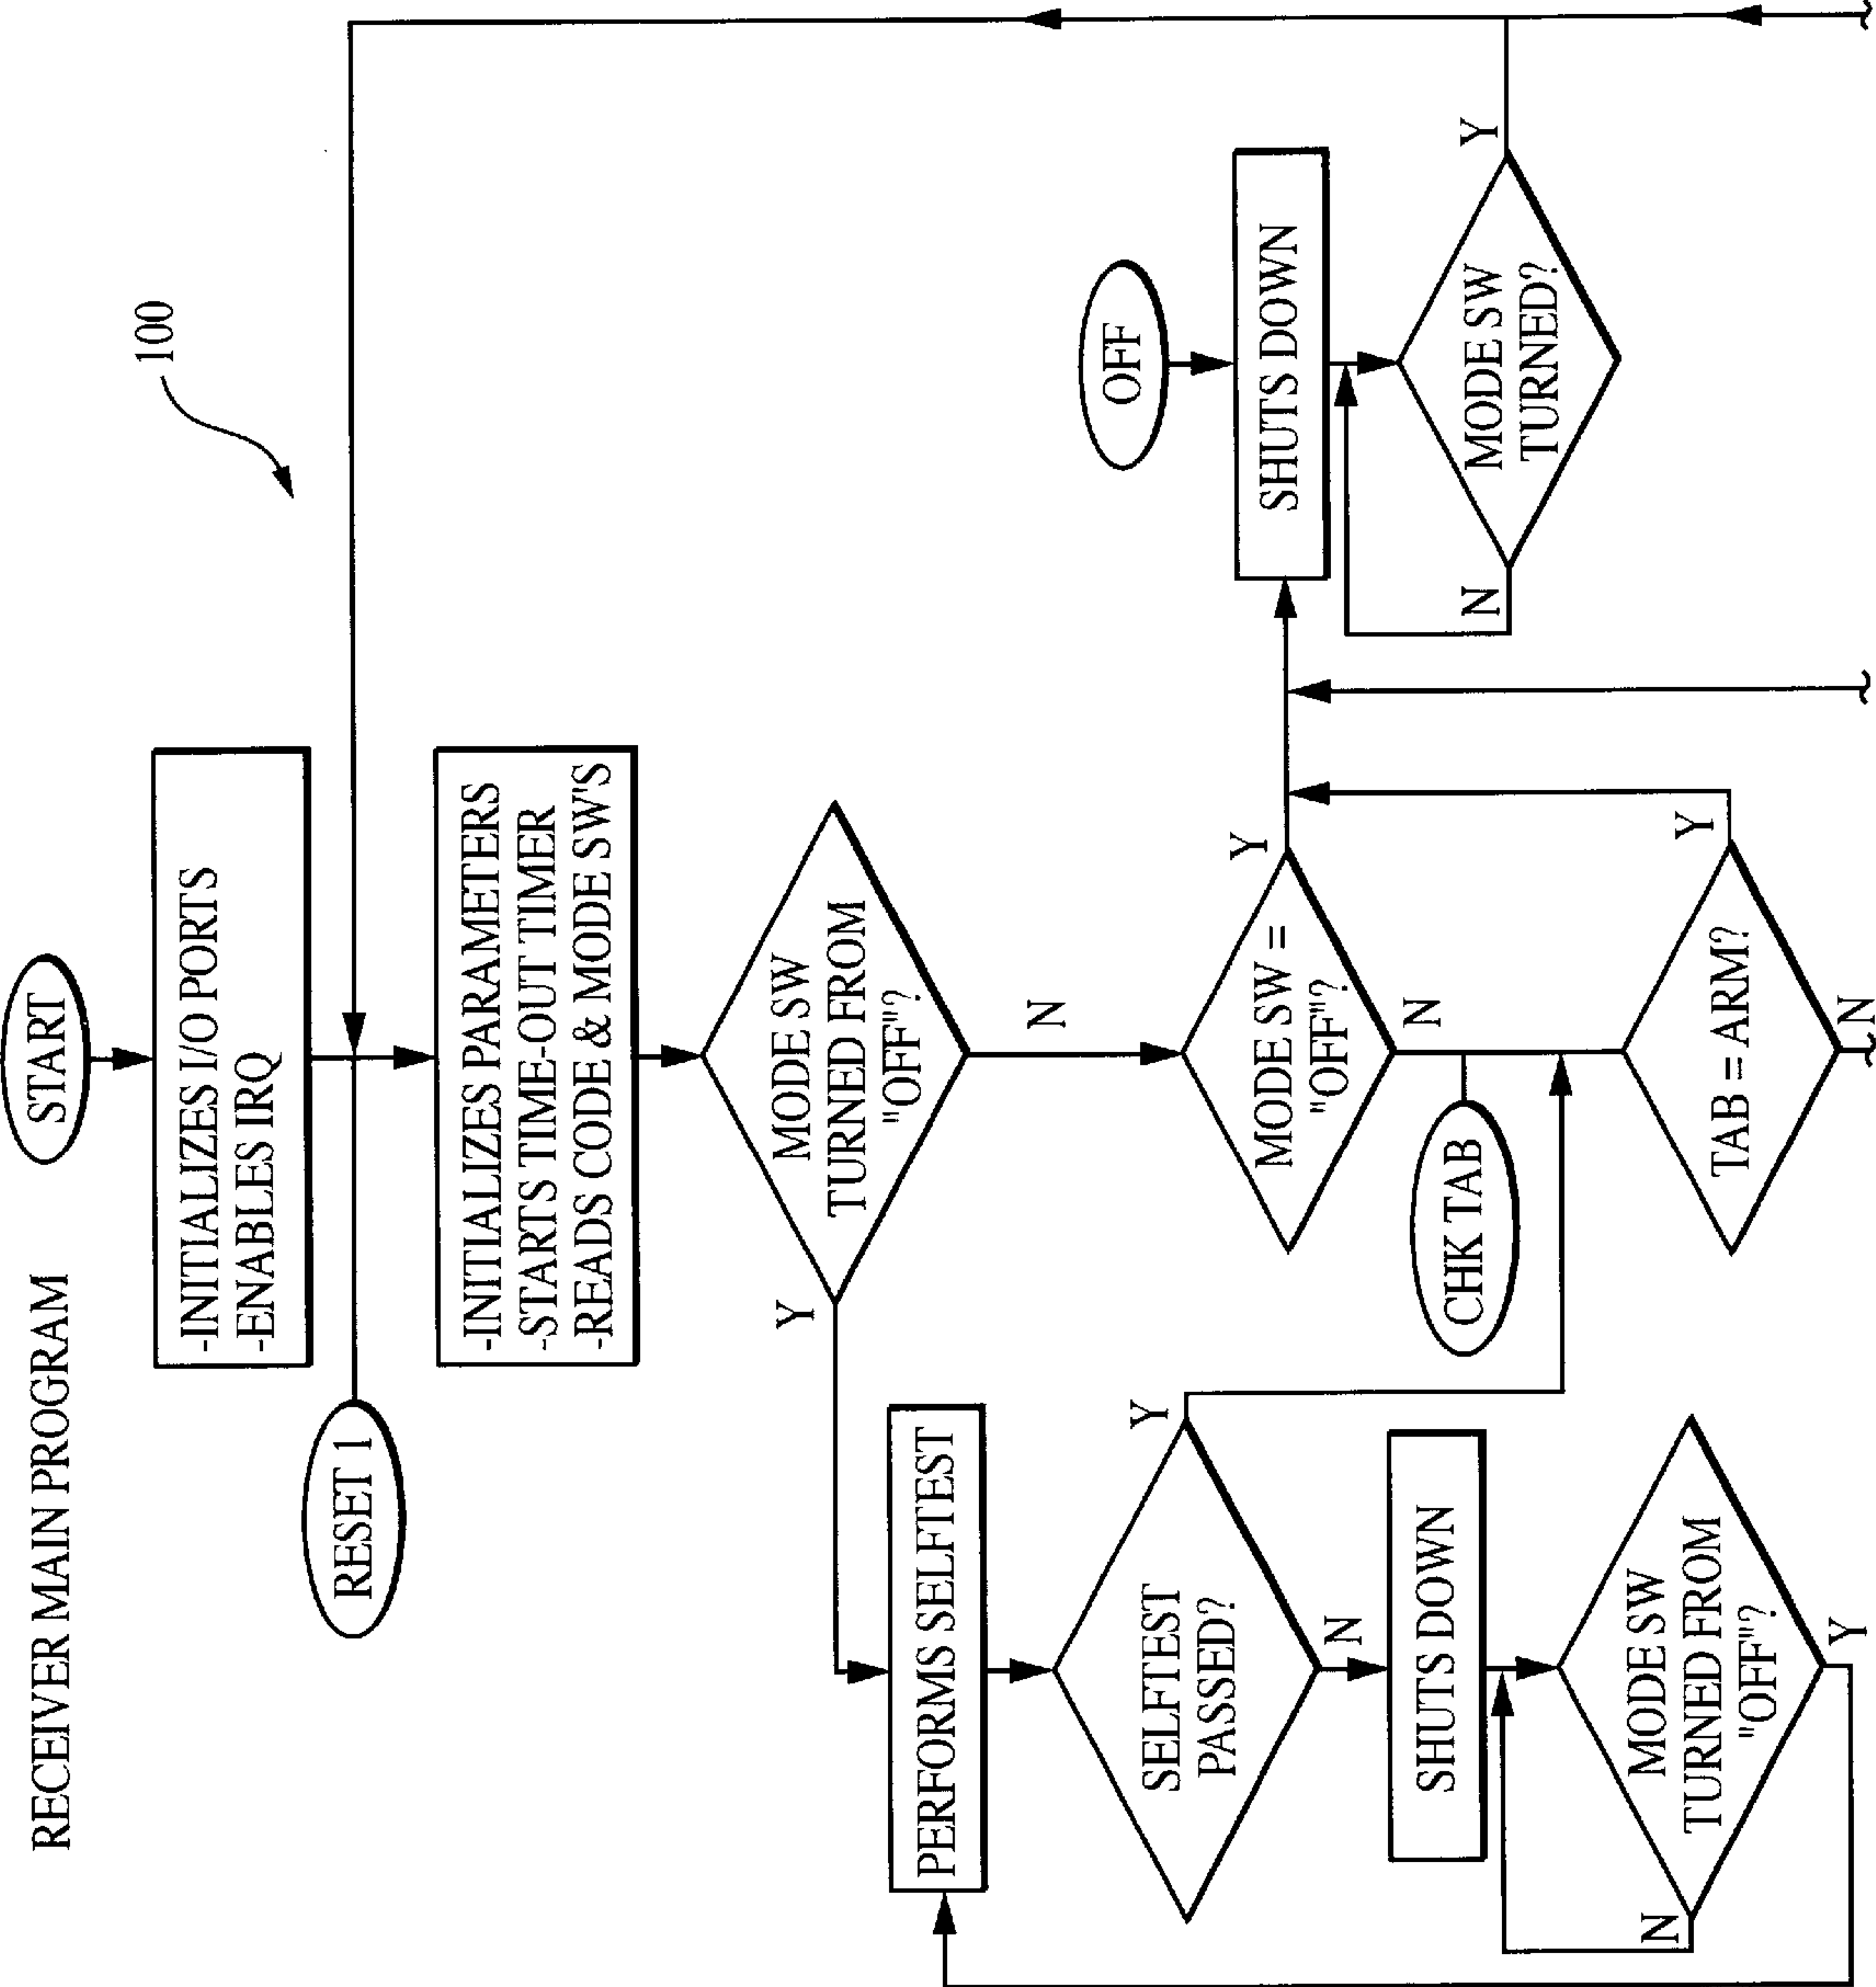 RECEIVER MAIN PROGRAM
START
100
-INITIALIZES I/O PORTS
-ENABLES IRQ
RESET 1
-INITIALIZES PARAMETERS
-STARTS TIME-OUT TIMER
-READS CODE & MODE SW'S
MODE SW
TURNED FROM
"OFF"?
Y
N
PERFORMS SELFTEST
SELFTEST
PASSED?
Y
N
SHUTS DOWN
MODE SW
TURNED FROM
"OFF"?
N
Y
MODE SW =
"OFF"?
Y
N
CHK TAB
TAB = ARM?
Y
N
OFF
SHUTS DOWN
MODE SW
TURNED?
N
Y